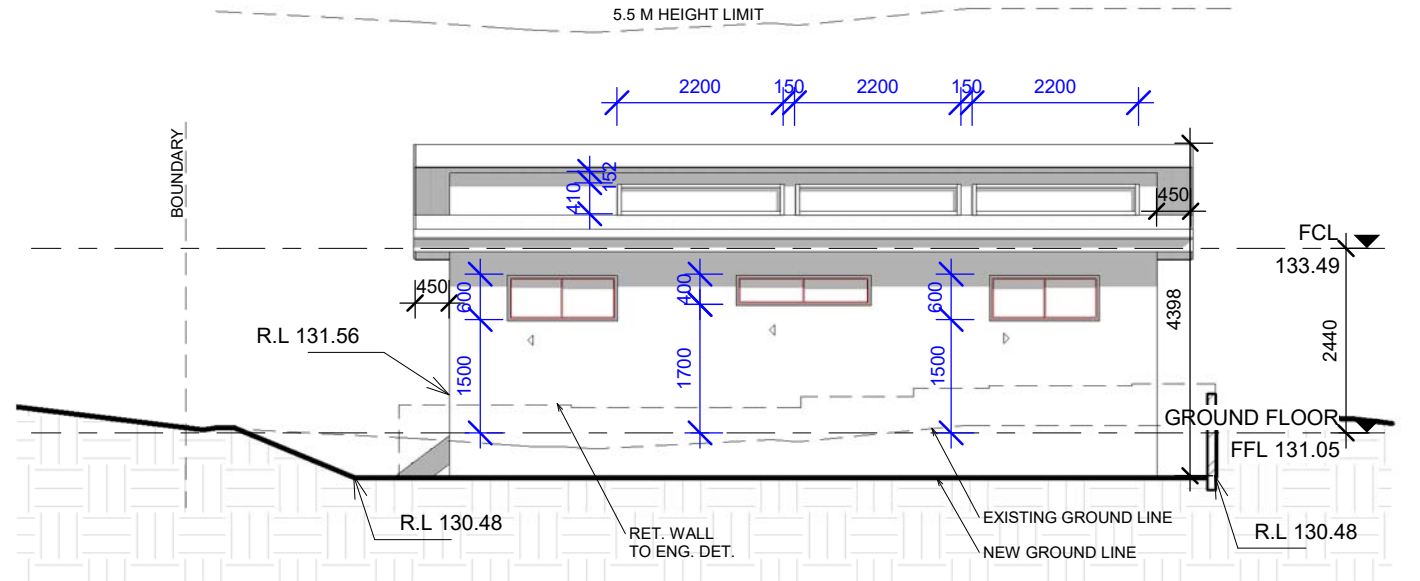 5.5 M HEIGHT LIMIT
2200
150
2200
150
2200
BOUNDARY
152
410
450
FCL
133.49
450
600
400
600
4398
2440
R.L 131.56
1500
1700
1500
GROUND FLOOR
FFL 131.05
R.L 130.48
RET. WALL
TO ENG. DET.
EXISTING GROUND LINE
NEW GROUND LINE
R.L 130.48